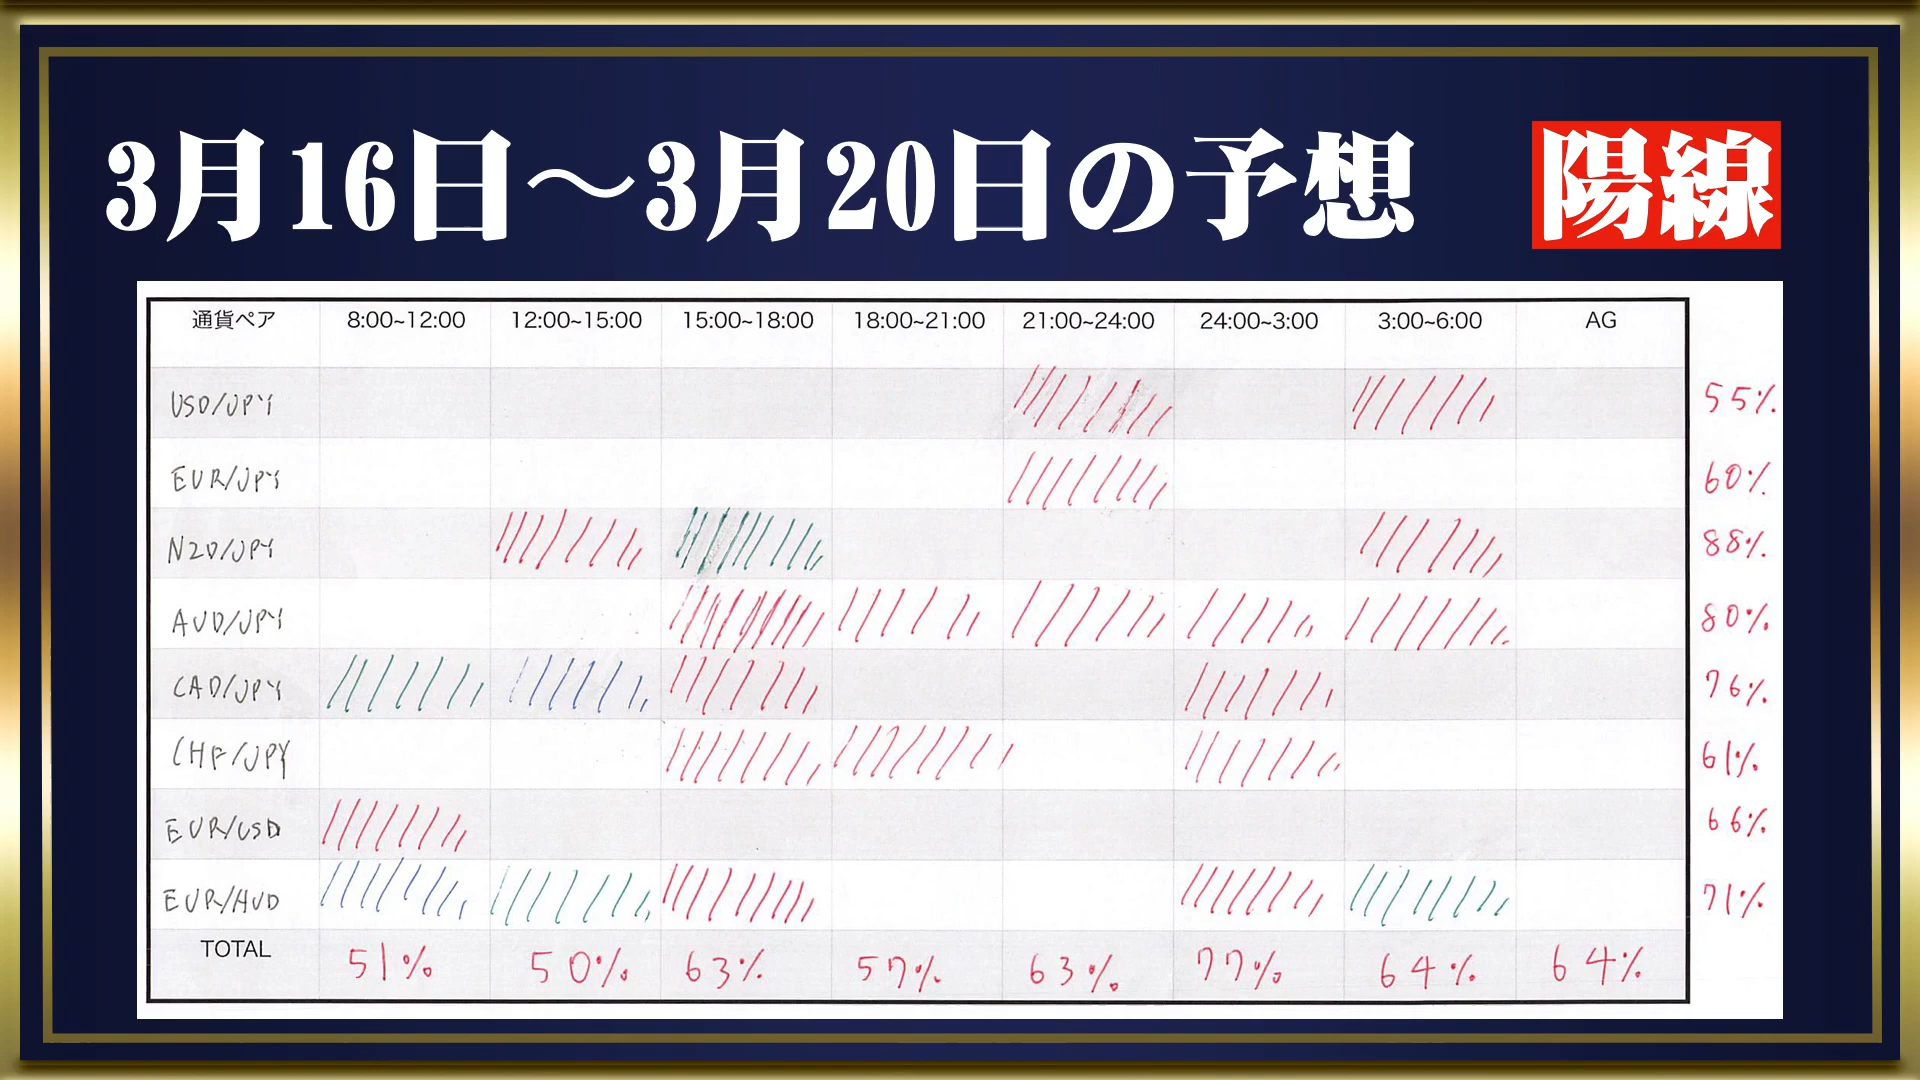 3月16日～3月20日の予想 陽線
通貨ペア 8:00~12:00 12:00~15:00 15:00~18:00 18:00~21:00 21:00~24:00 24:00~3:00 3:00~6:00 AG
USD/JPY 55%
EUR/JPY 60%
NZD/JPY 88%
AUD/JPY 80%
CAD/JPY 76%
CHF/JPY 61%
EUR/USD 66%
EUR/AUD 71%
TOTAL 51% 50% 63% 57% 63% 77% 64% 64%